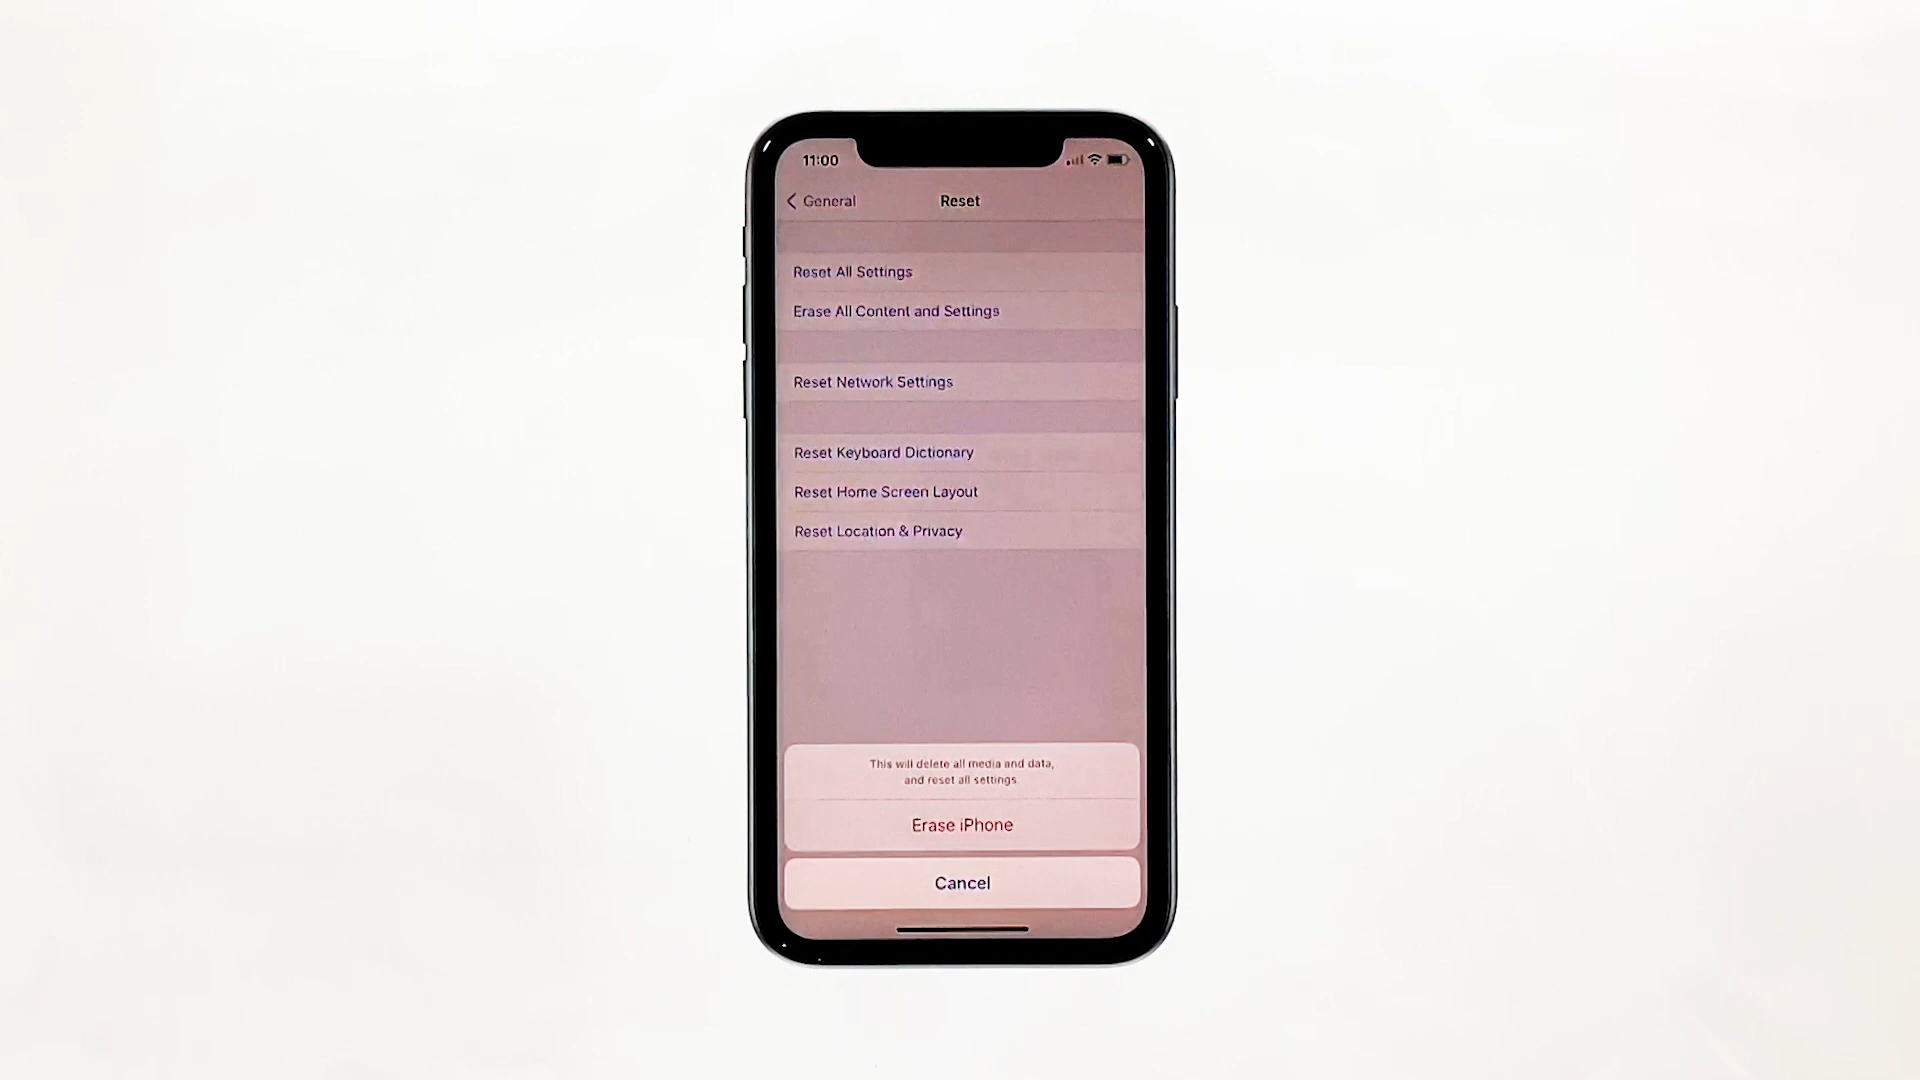 11:00
General
Reset
Reset All Settings
Erase All Content and Settings
Reset Network Settings
Reset Keyboard Dictionary
Reset Home Screen Layout
Reset Location & Privacy
This will delete all media and data,
and reset all settings.
Erase iPhone
Cancel